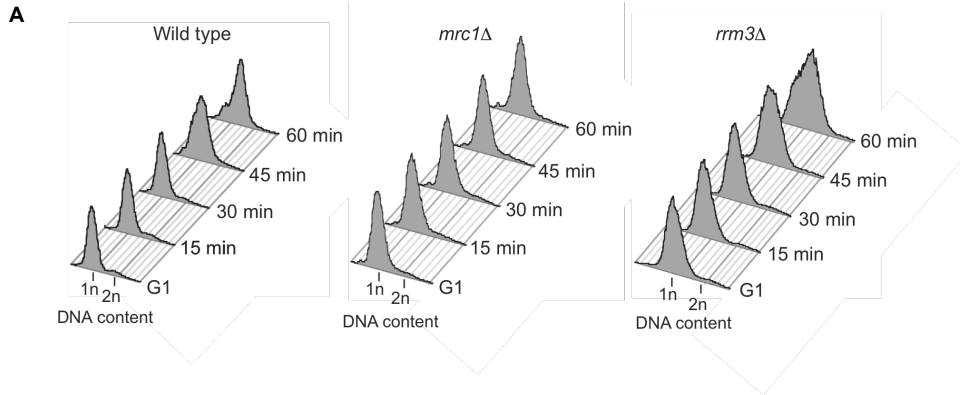 A
Wild type
60 min
45 min
30 min
15 min
G1
1n
2n
DNA content
mrc1Δ
60 min
45 min
30 min
15 min
G1
1n
2n
DNA content
rrm3Δ
60 min
45 min
30 min
15 min
G1
1n
2n
DNA content